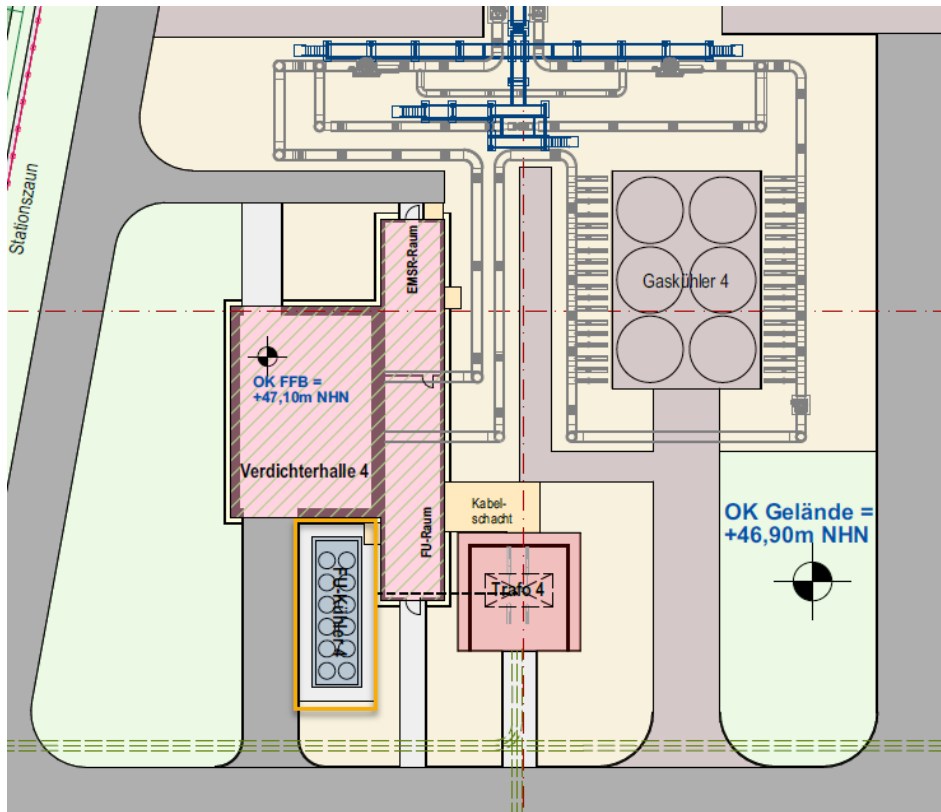 Stationszaun
EMSR-Raum
Gaskühler 4
OK FFB =
+47,10m NHN
Verdichterhalle 4
Kabel-
schacht
FU-Raum
OK Gelände =
+46,90m NHN
FU-Kühler 4
Trafo 4